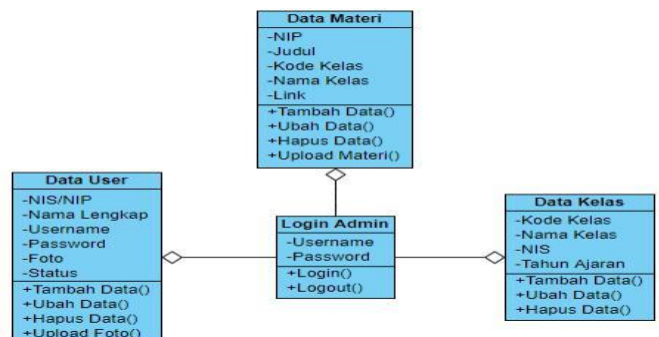 Data Materi
-NIP
-Judul
-Kode Kelas
-Nama Kelas
-Link
+Tambah Data()
+Ubah Data()
+Hapus Data()
+Upload Materi()
Data User
-NIS/NIP
-Nama Lengkap
-Username
-Password
-Foto
-Status
+Tambah Data()
+Ubah Data()
+Hapus Data()
+Upload Foto()
Login Admin
-Username
-Password
+Login()
+Logout()
Data Kelas
-Kode Kelas
-Nama Kelas
-NIS
-Tahun Ajaran
+Tambah Data()
+Ubah Data()
+Hapus Data()